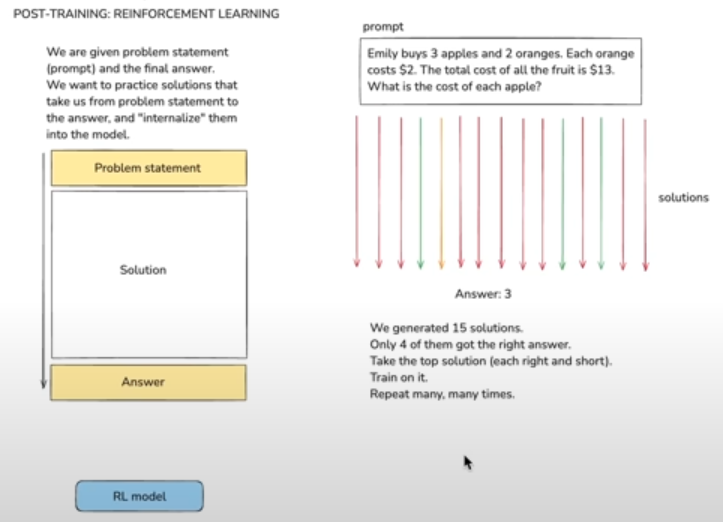 POST-TRAINING: REINFORCEMENT LEARNING
We are given problem statement
(prompt) and the final answer.
We want to practice solutions that
take us from problem statement to
the answer, and "internalize" them
into the model.
Problem statement
Solution
Answer
RL model
prompt
Emily buys 3 apples and 2 oranges. Each orange
costs $2. The total cost of all the fruit is $13.
What is the cost of each apple?
solutions
Answer: 3
We generated 15 solutions.
Only 4 of them got the right answer.
Take the top solution (each right and short).
Train on it.
Repeat many, many times.